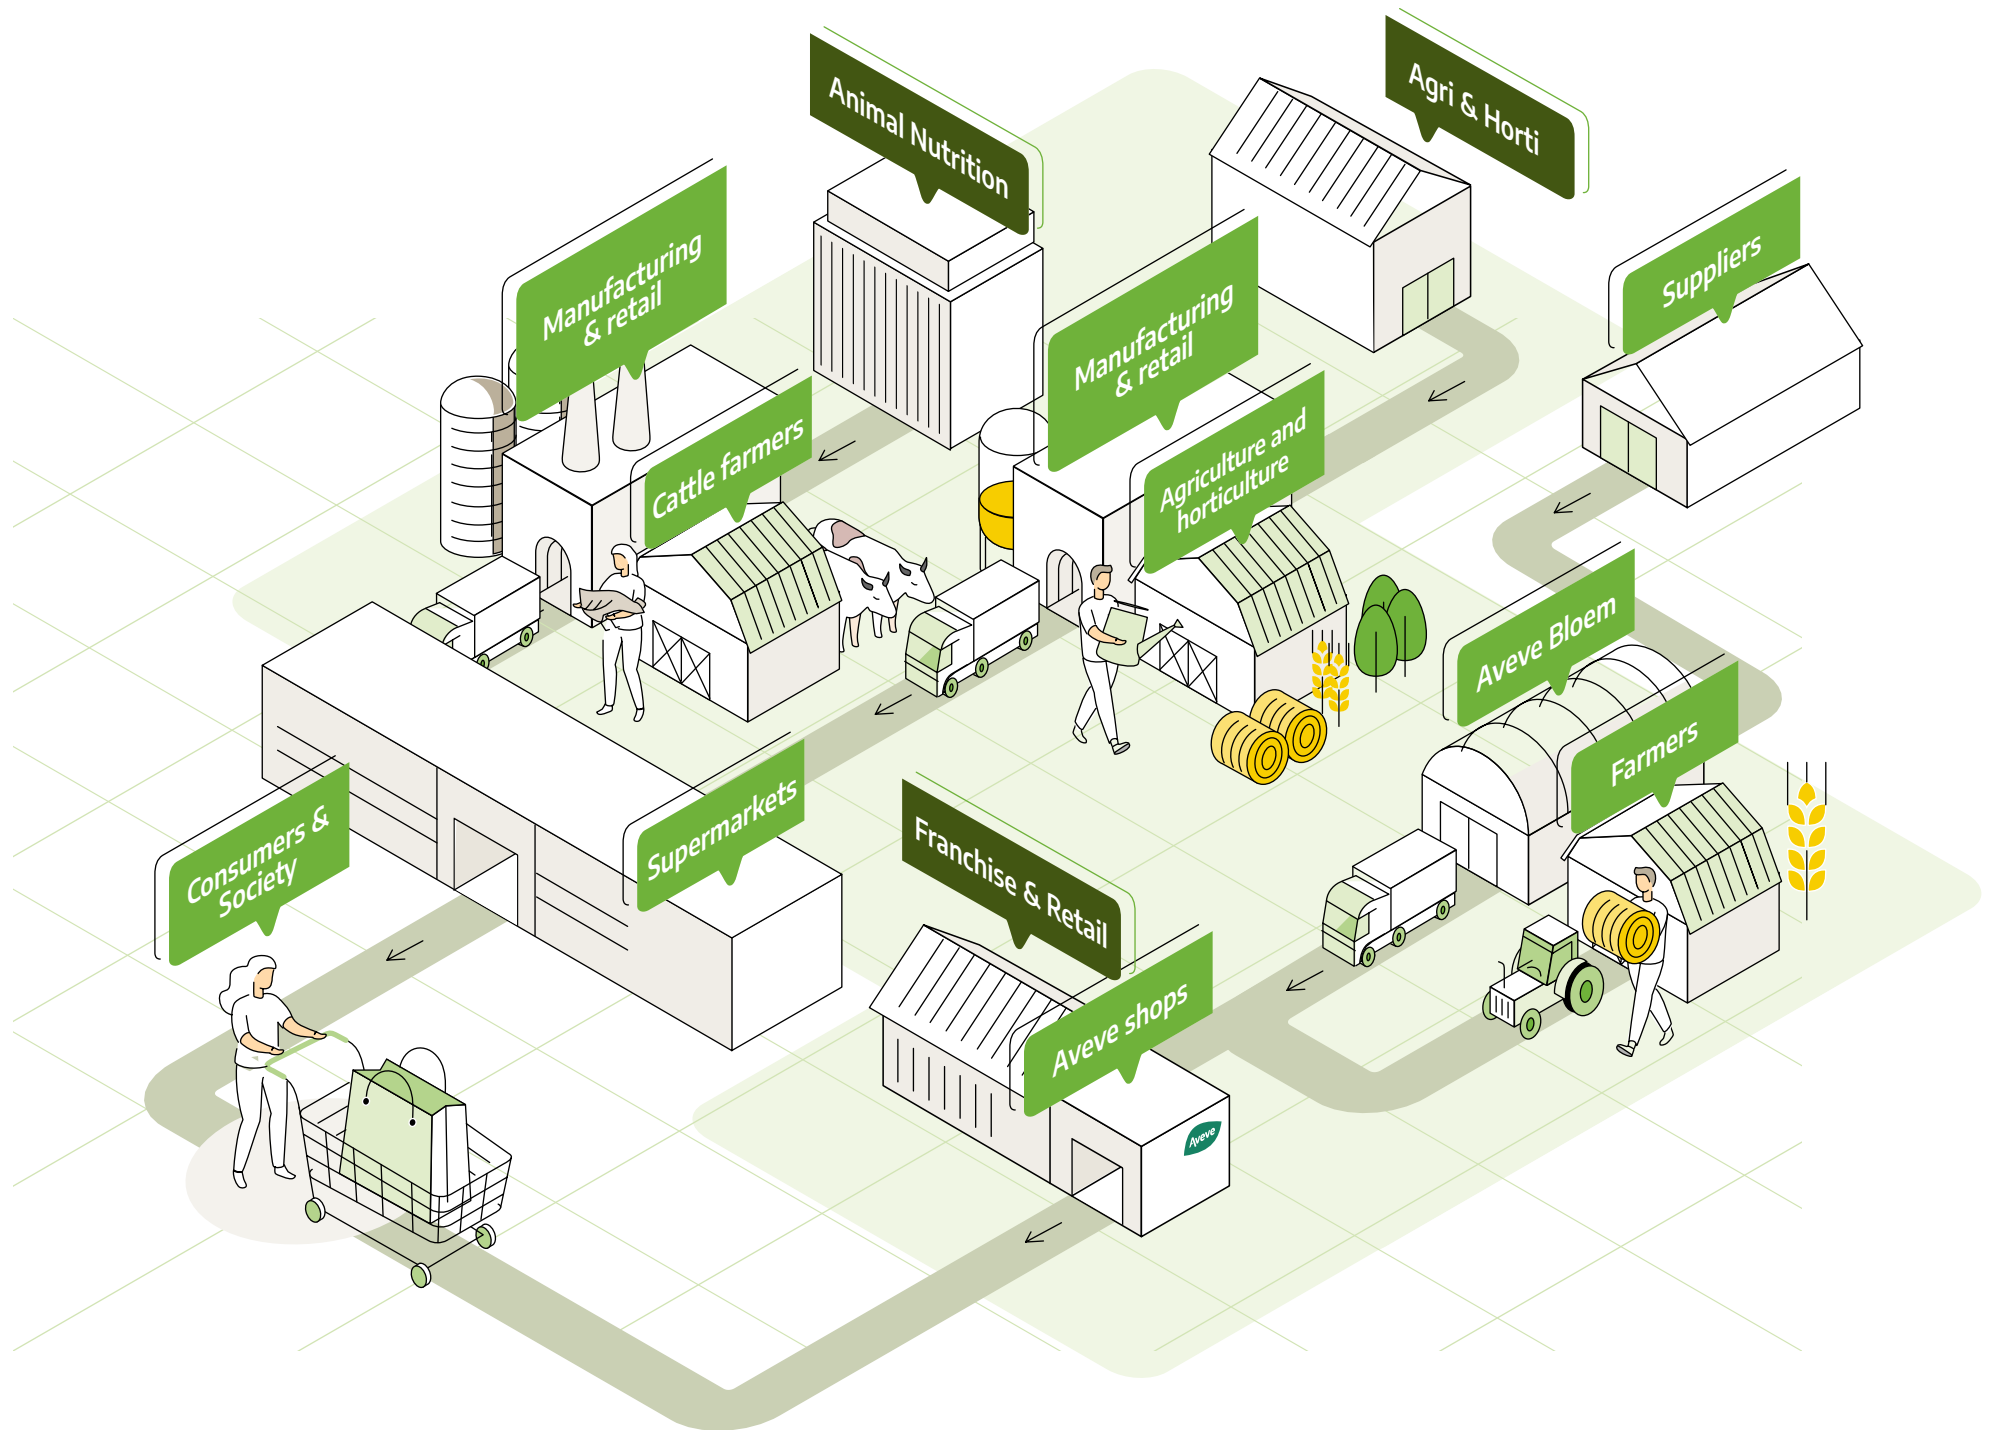 Animal Nutrition
Agri & Horti
Manufacturing
& retail
Suppliers
Manufacturing
& retail
Cattle farmers
Agriculture and
horticulture
Aveve Bloem
Farmers
Supermarkets
Consumers &
Society
Franchise & Retail
Aveve shops
Aveve